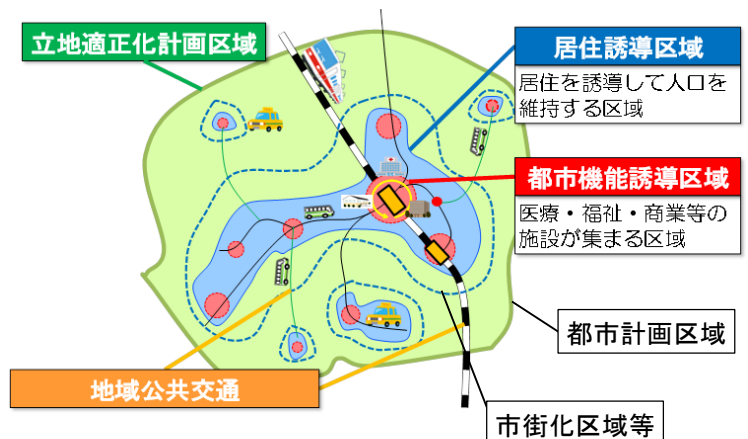 立地適正化計画区域
居住誘導区域
居住を誘導して人口を
維持する区域
都市機能誘導区域
医療・福祉・商業等の
施設が集まる区域
都市計画区域
地域公共交通
市街化区域等